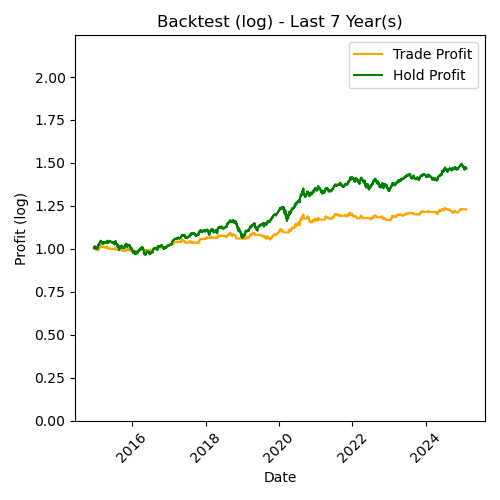 Backtest (log) - Last 7 Year(s)
Trade Profit
Hold Profit
2.00
1.75
1.50
1.25
1.00
0.75
0.50
0.25
0.00
Profit (log)
2016
2018
2020
2022
2024
Date